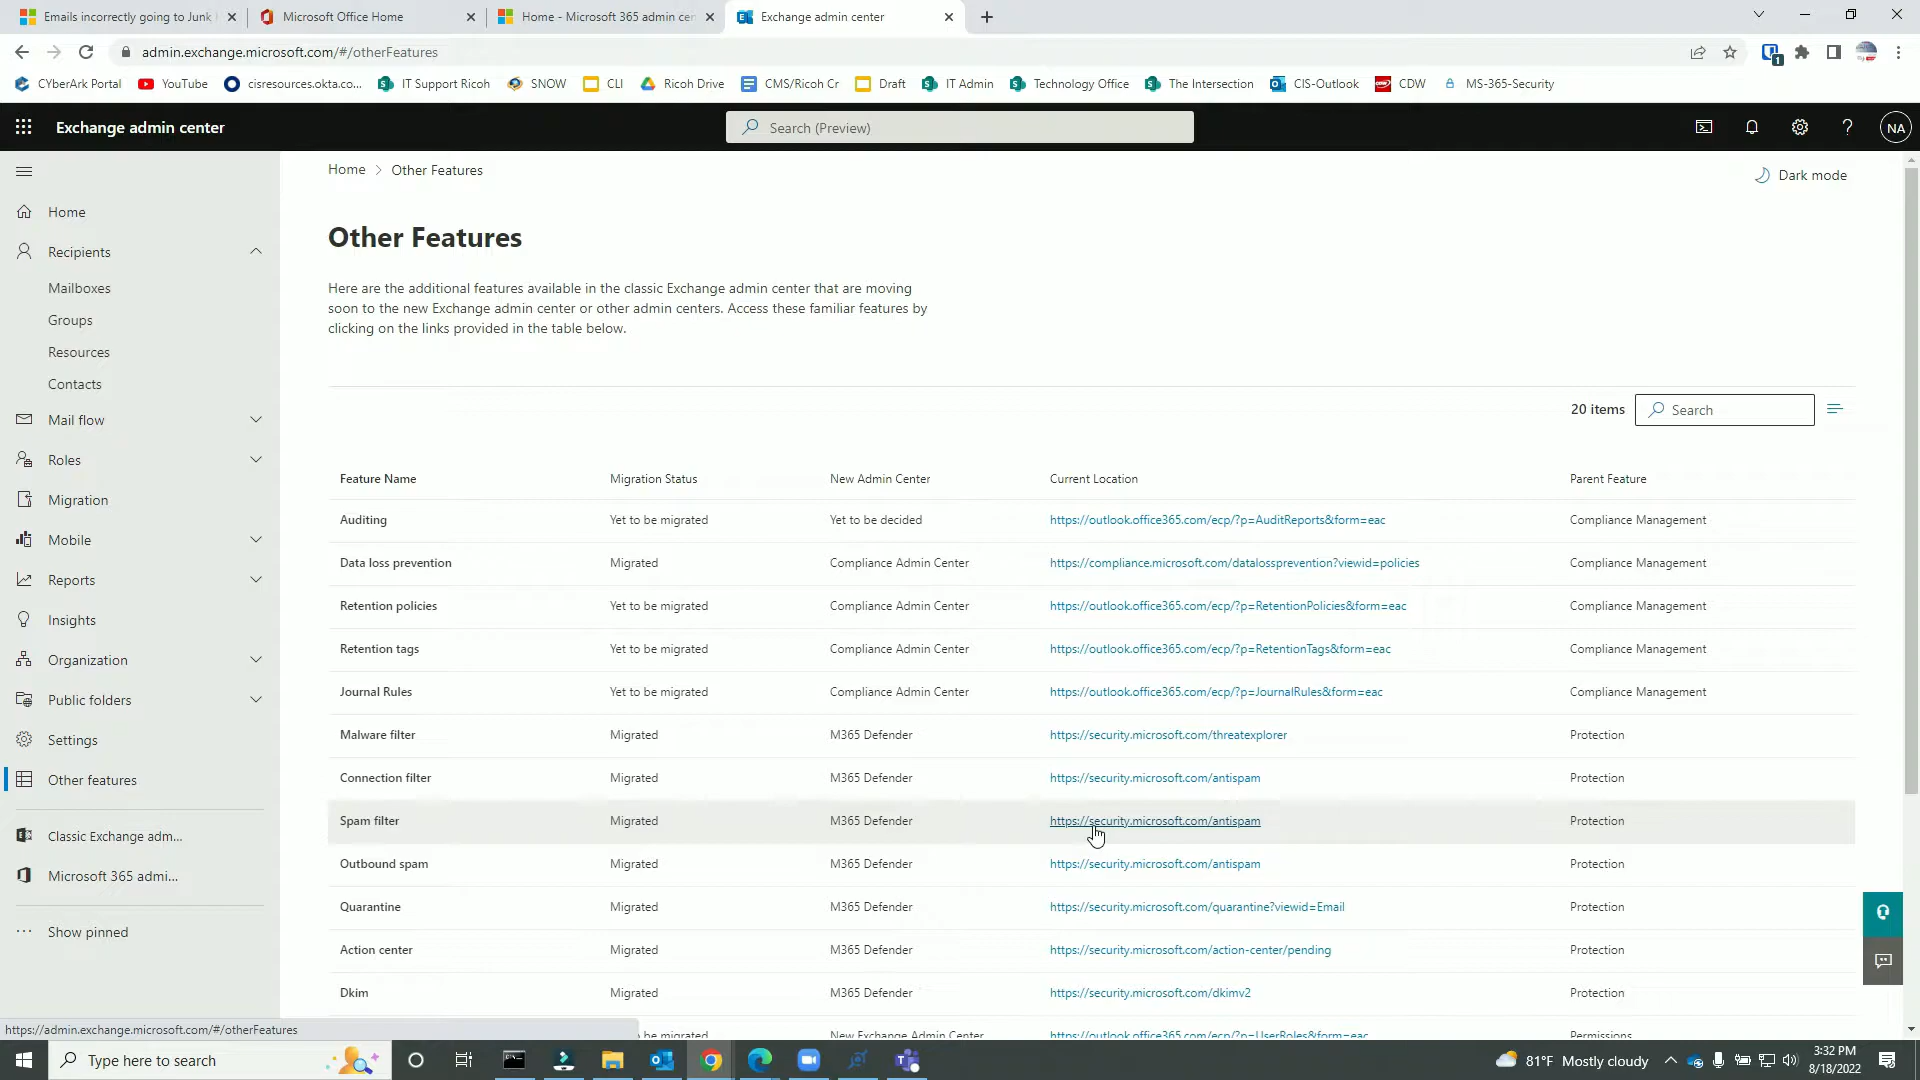 Emails incorrectly going to Junk
Microsoft Office Home
Home - Microsoft 365 admin cen
Exchange admin center
admin.exchange.microsoft.com/#/otherFeatures
1
CYberArk Portal
YouTube
cisresources.okta.co...
IT Support Ricoh
SNOW
CLI
Ricoh Drive
CMS/Ricoh Cr
Draft
IT Admin
Technology Office
The Intersection
CIS-Outlook
CDW
MS-365-Security
Exchange admin center
Search (Preview)
?
NA
Home > Other Features
Dark mode
Home
Recipients
Mailboxes
Groups
Resources
Contacts
Mail flow
Roles
Migration
Mobile
Reports
Insights
Organization
Public folders
Settings
Other features
Classic Exchange adm...
Microsoft 365 admi...
... Show pinned
Other Features
Here are the additional features available in the classic Exchange admin center that are moving
soon to the new Exchange admin center or other admin centers. Access these familiar features by
clicking on the links provided in the table below.
20 items
Search
Feature Name Migration Status New Admin Center Current Location Parent Feature
Auditing Yet to be migrated Yet to be decided https://outlook.office365.com/ecp/?p=AuditReports&form=eac Compliance Management
Data loss prevention Migrated Compliance Admin Center https://compliance.microsoft.com/datalossprevention?viewid=policies Compliance Management
Retention policies Yet to be migrated Compliance Admin Center https://outlook.office365.com/ecp/?p=RetentionPolicies&form=eac Compliance Management
Retention tags Yet to be migrated Compliance Admin Center https://outlook.office365.com/ecp/?p=RetentionTags&form=eac Compliance Management
Journal Rules Yet to be migrated Compliance Admin Center https://outlook.office365.com/ecp/?p=JournalRules&form=eac Compliance Management
Malware filter Migrated M365 Defender https://security.microsoft.com/threatexplorer Protection
Connection filter Migrated M365 Defender https://security.microsoft.com/antispam Protection
Spam filter Migrated M365 Defender https://security.microsoft.com/antispam Protection
Outbound spam Migrated M365 Defender https://security.microsoft.com/antispam Protection
Quarantine Migrated M365 Defender https://security.microsoft.com/quarantine?viewid=Email Protection
Action center Migrated M365 Defender https://security.microsoft.com/action-center/pending Protection
Dkim Migrated M365 Defender https://security.microsoft.com/dkimv2 Protection
be migrated New Exchange Admin Center https://outlook.office365.com/ecp/?p=UserRoles&form=eac Permissions
https://admin.exchange.microsoft.com/#/otherFeatures
Type here to search
81°F Mostly cloudy
3:32 PM
8/18/2022